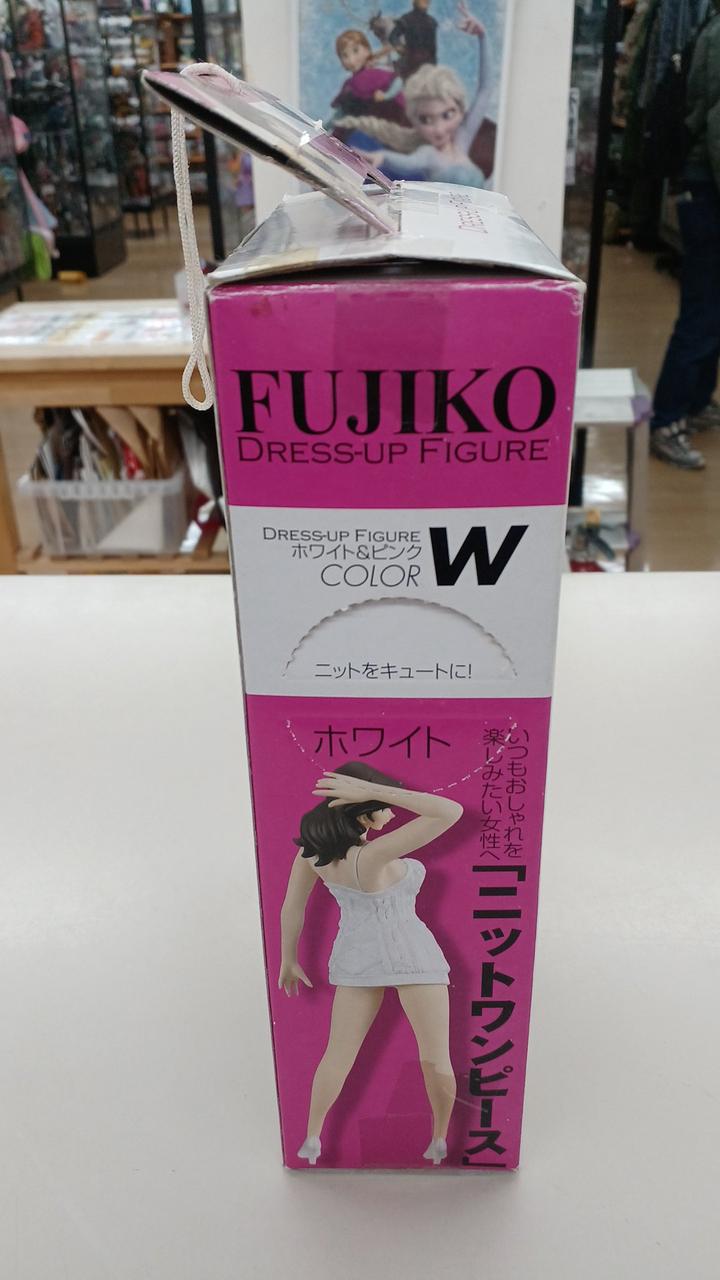 FUJIKO
DRESS-UP FIGURE
DRESS-UP FIGURE
ホワイト&ピンク
COLOR
W
ニットをキュートに!
ホワイト
いつもおしゃれを
楽しみたい女性へ
「ニットワンピース」